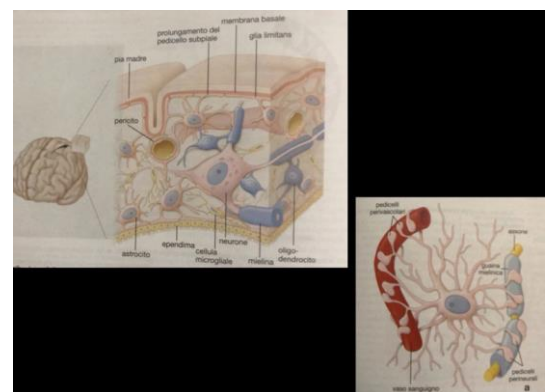 membrana basale
prolungamento del
pedicello subpiale
glia limitans
pia madre
pericito
astrocito
ependima
cellula
microgliale
neurone
mielina
oligo-
dendrocito
pedicelli
perivascolari
assone
guaina
mielinica
vaso sanguigno
pedicelli
perineurali
a